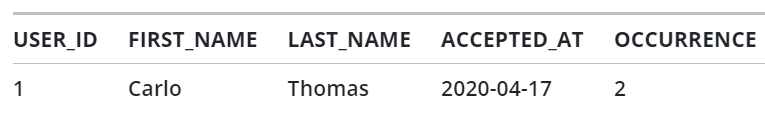 USER_ID FIRST_NAME LAST_NAME ACCEPTED_AT OCCURRENCE
1 Carlo Thomas 2020-04-17 2